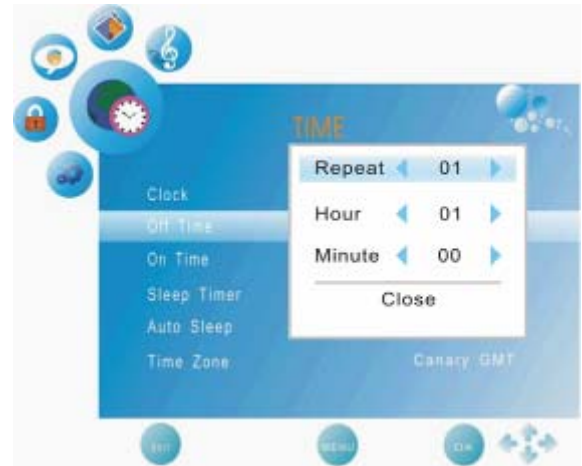 TIME
Repeat 01
Clock
Hour 01
Off Time
On Time
Minute 00
Sleep Timer
Close
Auto Sleep
Time Zone Canary GMT
EXIT MENU OK